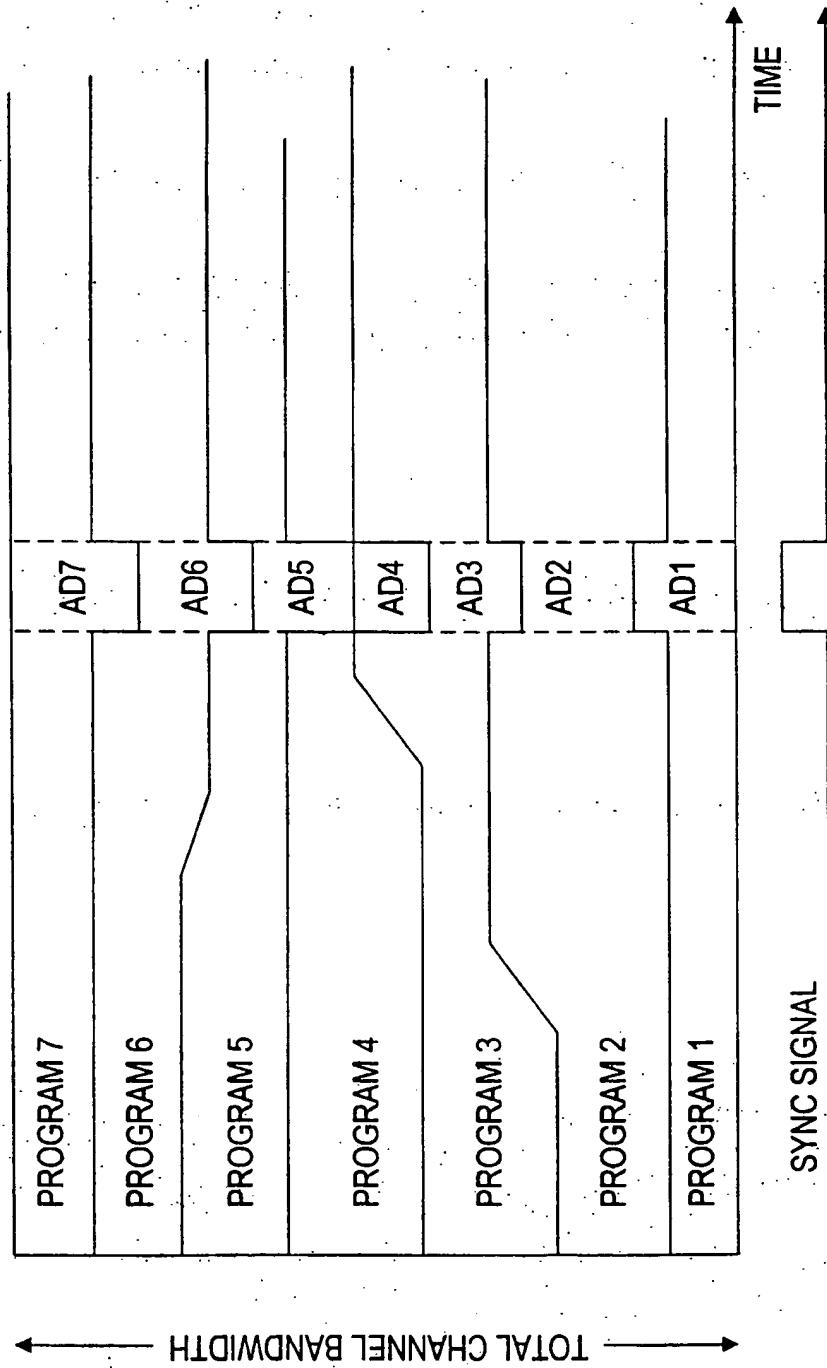 TOTAL CHANNEL BANDWIDTH
PROGRAM 7
PROGRAM 6
PROGRAM 5
PROGRAM 4
PROGRAM 3
PROGRAM 2
PROGRAM 1
AD7
AD6
AD5
AD4
AD3
AD2
AD1
TIME
SYNC SIGNAL